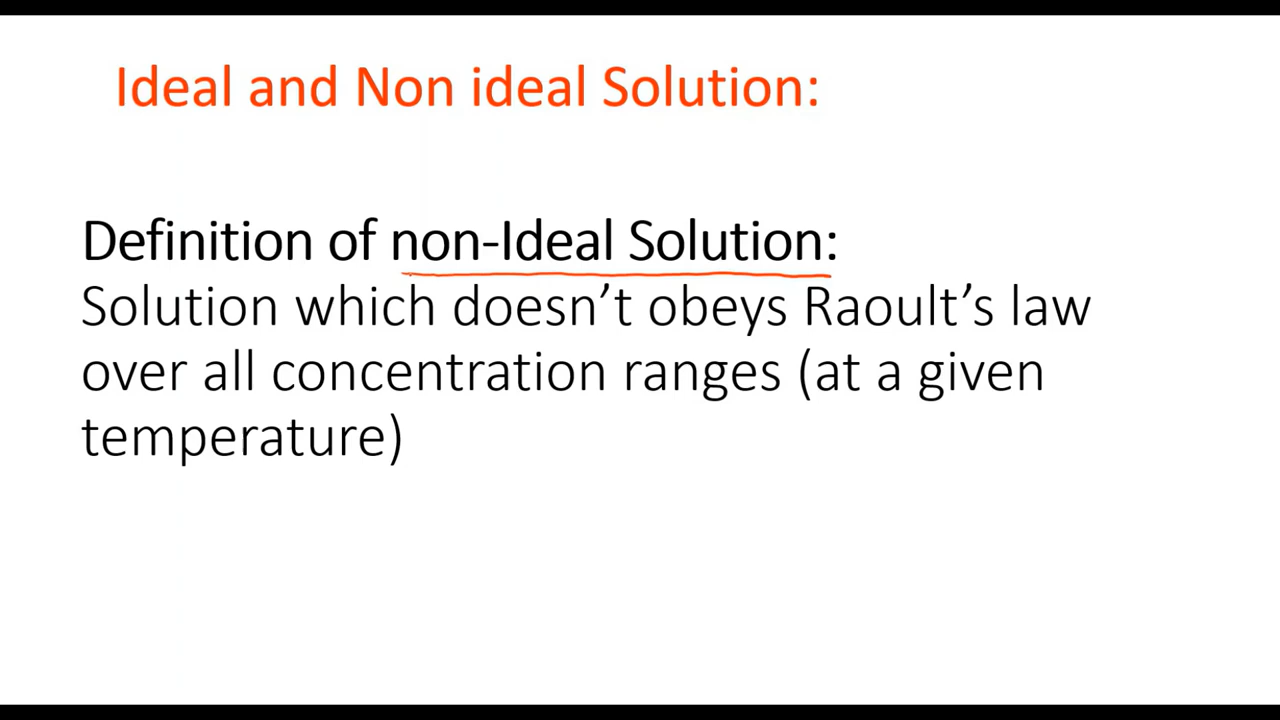 Ideal and Non ideal Solution:
Definition of non-Ideal Solution:
Solution which doesn’t obeys Raoult’s law
over all concentration ranges (at a given
temperature)